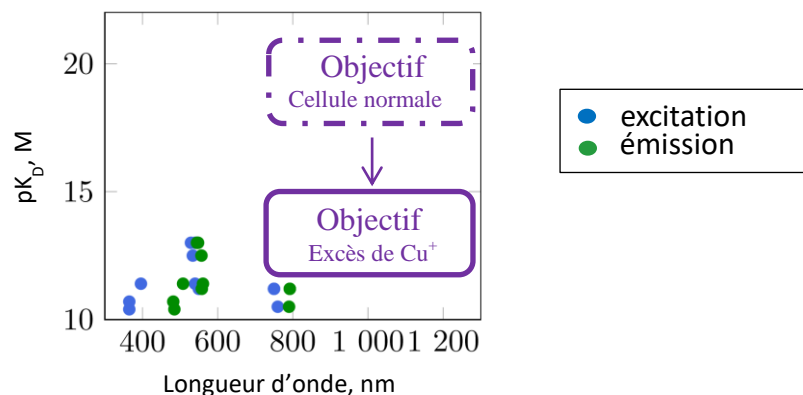 20
15
10
pK_D, M
Objectif
Cellule normale
Objectif
Excès de Cu⁺
400 600 800 1 000 1 200
Longueur d’onde, nm
excitation
émission